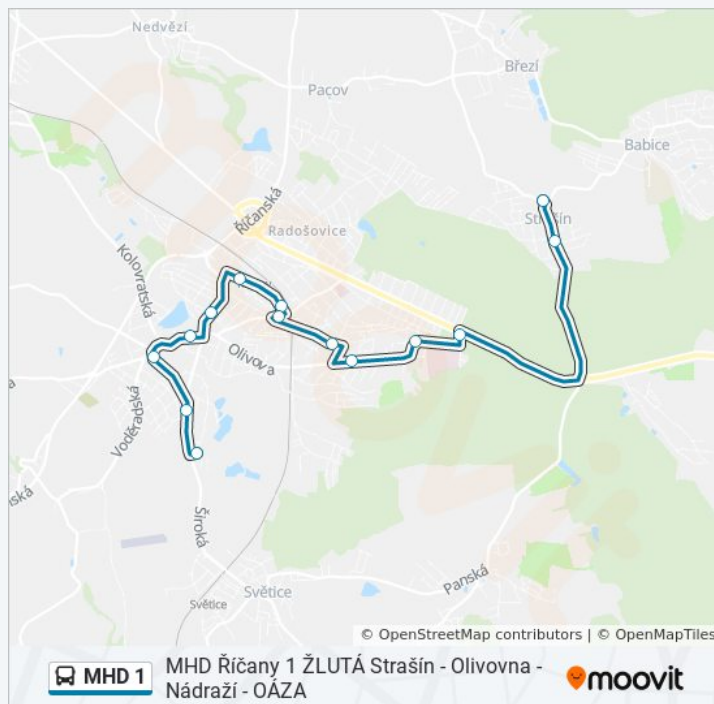 Nedvězí
Březí
Pacov
Babice
Říčanská
Strašín
Radošovice
Kolovratská
Olivova
Voděradská
Široká
Panská
Světice
Světice
© OpenStreetMap contributors | © OpenMapTiles
MHD 1
MHD Říčany 1 ŽLUTÁ Strašín - Olivovna -
Nádraží - OÁZA
moovit